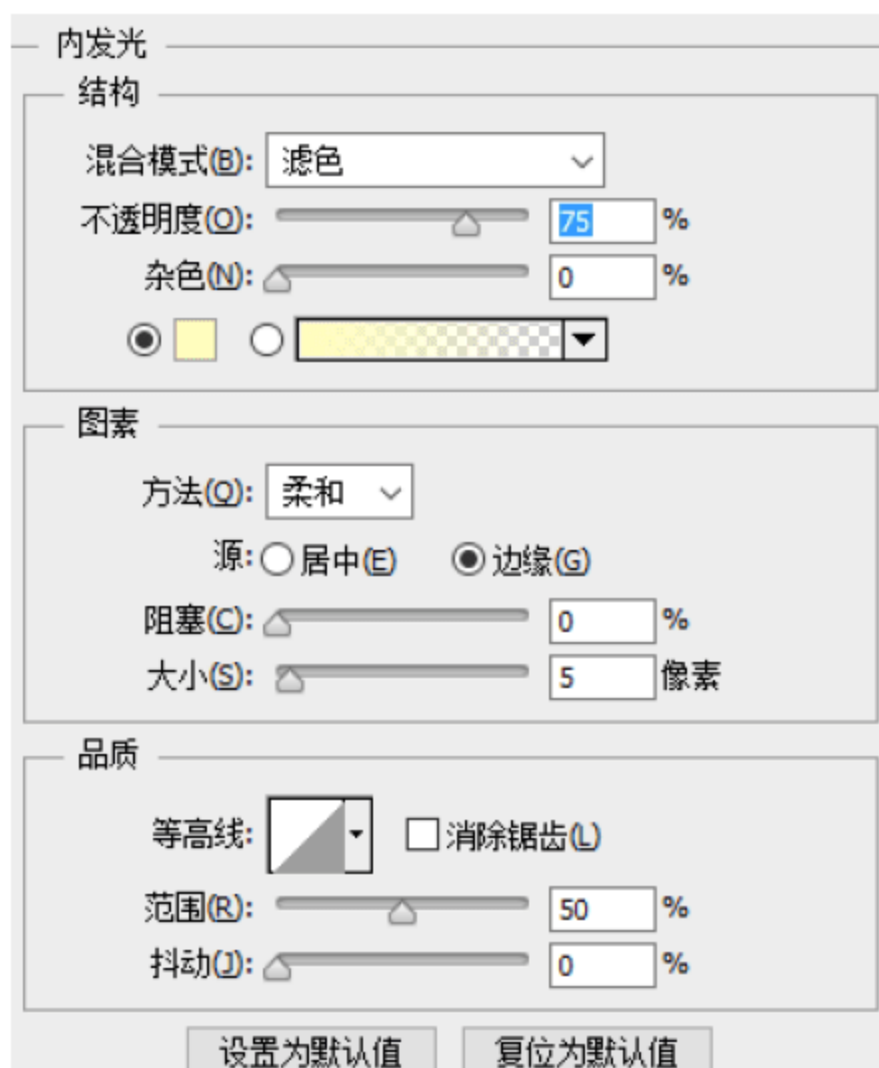 内发光
结构
混合模式(B): 滤色
不透明度(O): 75 %
杂色(N): 0 %
图素
方法(Q): 柔和
源: 居中(E) 边缘(G)
阻塞(C): 0 %
大小(S): 5 像素
品质
等高线: 消除锯齿(L)
范围(R): 50 %
抖动(J): 0 %
设置为默认值 复位为默认值